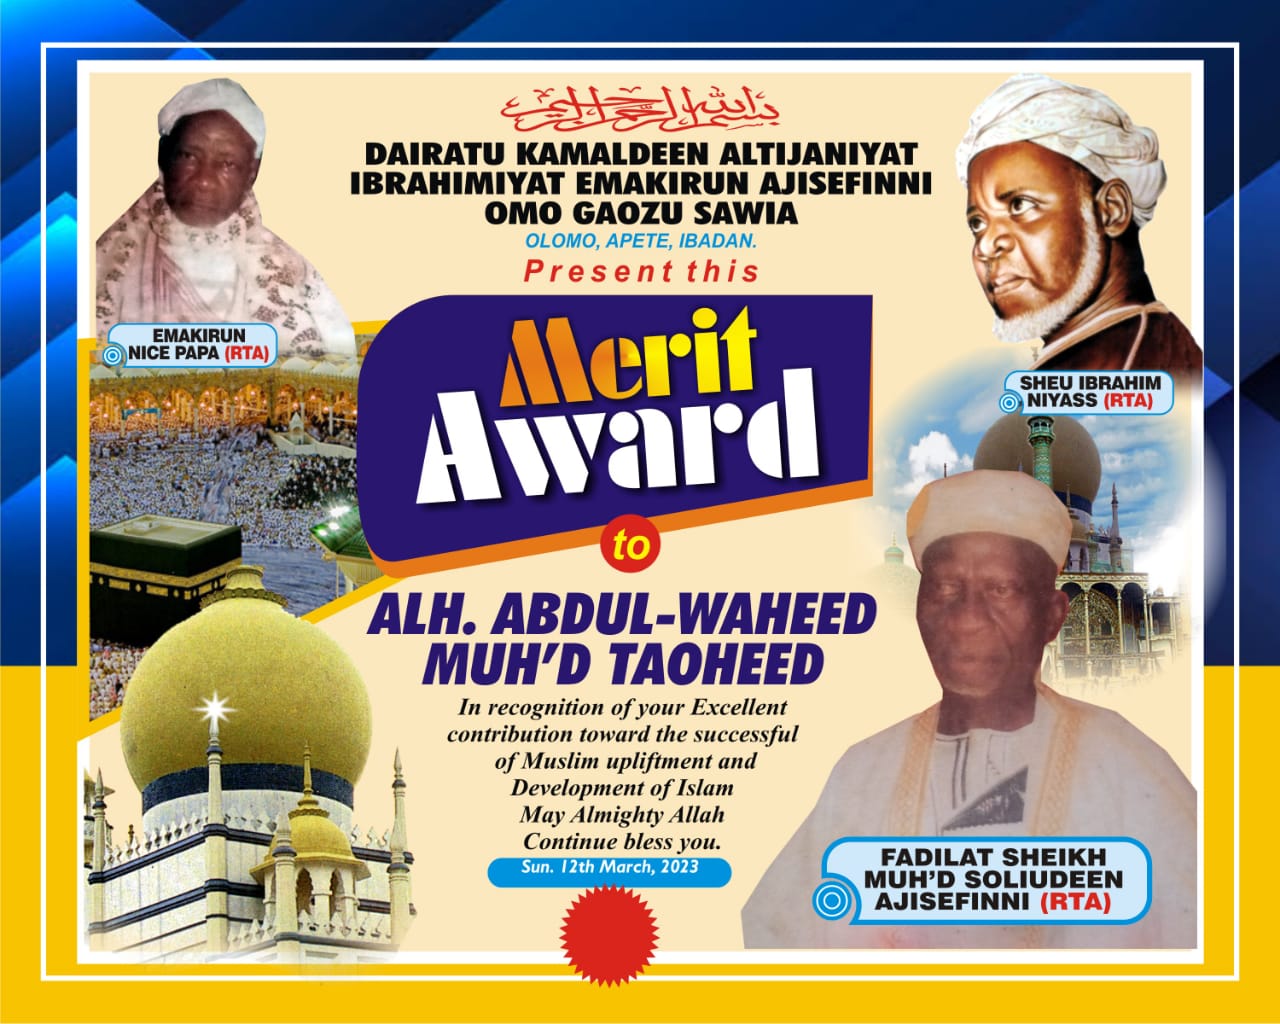 بسم الله الرحمن الرحيم
DAIRATU KAMALDEEN ALTIJANIYAT
IBRAHIMIYAT EMAKIRUN AJISEFINNI
OMO GAOZU SAWIA
OLOMO, APETE, IBADAN.
Present this
EMAKIRUN
NICE PAPA (RTA)
SHEU IBRAHIM
NIYASS (RTA)
Merit
Award
to
ALH. ABDUL-WAHEED
MUH'D TAOHEED
In recognition of your Excellent
contribution toward the successful
of Muslim upliftment and
Development of Islam
May Almighty Allah
Continue bless you.
Sun. 12th March, 2023
FADILAT SHEIKH
MUH'D SOLIUDEEN
AJISEFINNI (RTA)